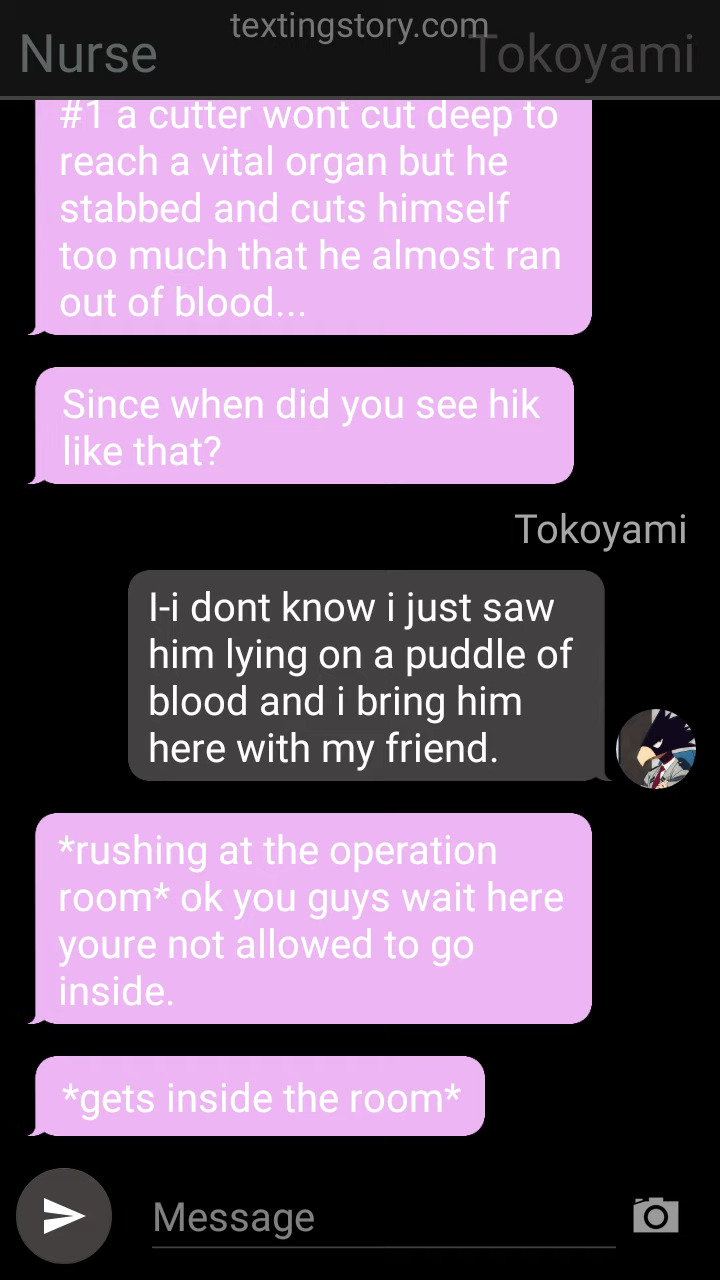 textingstory.com
Nurse
Tokoyami
#1 a cutter wont cut deep to
reach a vital organ but he
stabbed and cuts himself
too much that he almost ran
out of blood...
Since when did you see hik
like that?
Tokoyami
I-i dont know i just saw
him lying on a puddle of
blood and i bring him
here with my friend.
*rushing at the operation
room* ok you guys wait here
youre not allowed to go
inside.
*gets inside the room*
Message